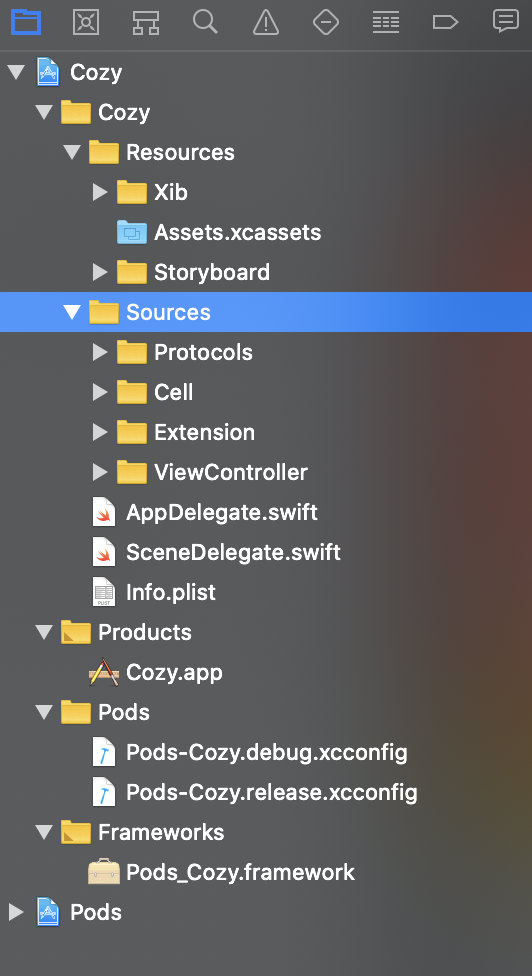 Cozy
Cozy
Resources
Xib
Assets.xcassets
Storyboard
Sources
Protocols
Cell
Extension
ViewController
AppDelegate.swift
SceneDelegate.swift
Info.plist
Products
Cozy.app
Pods
Pods-Cozy.debug.xcconfig
Pods-Cozy.release.xcconfig
Frameworks
Pods_Cozy.framework
Pods